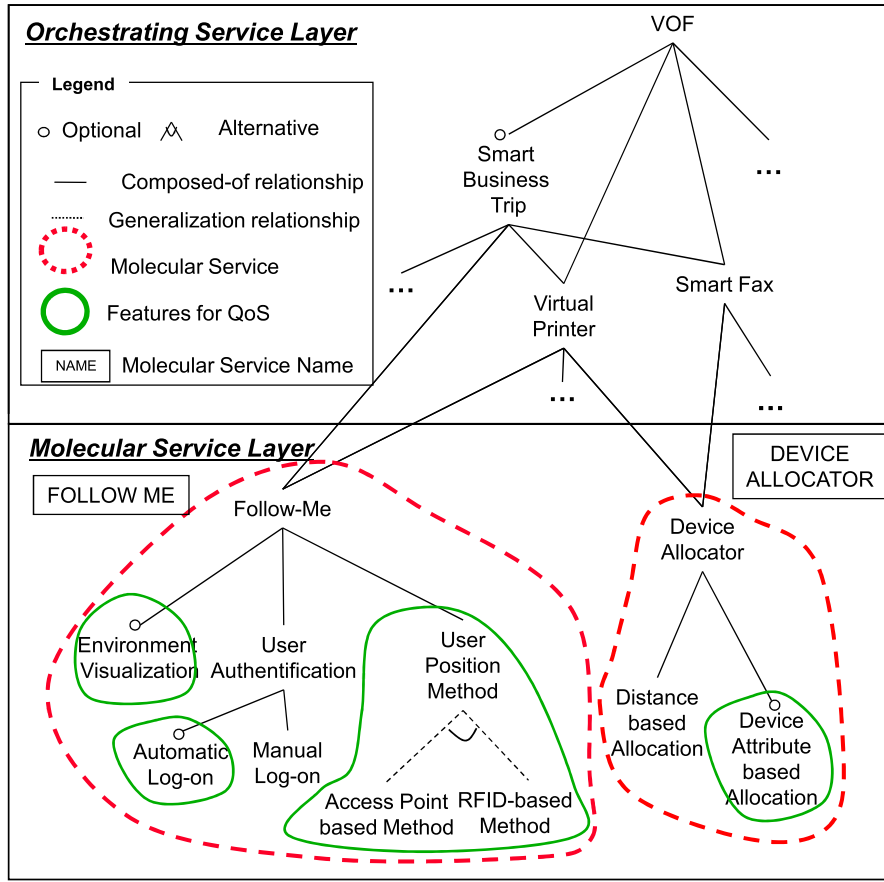 Orchestrating Service Layer
VOF
Legend
Optional
Alternative
Composed-of relationship
Generalization relationship
Molecular Service
Features for QoS
NAME
Molecular Service Name
Smart
Business
Trip
...
...
Virtual
Printer
Smart Fax
...
...
Molecular Service Layer
FOLLOW ME
DEVICE
ALLOCATOR
Follow-Me
Device
Allocator
Environment
Visualization
User
Authentification
User
Position
Method
Automatic
Log-on
Manual
Log-on
Access Point
based Method
RFID-based
Method
Distance
based
Allocation
Device
Attribute
based
Allocation